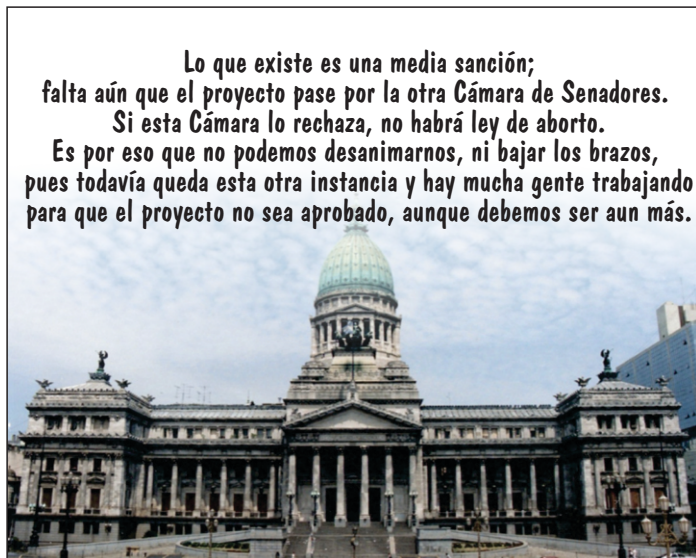 Lo que existe es una media sanción;
falta aún que el proyecto pase por la otra Cámara de Senadores.
Si esta Cámara lo rechaza, no habrá ley de aborto.
Es por eso que no podemos desanimarnos, ni bajar los brazos,
pues todavía queda esta otra instancia y hay mucha gente trabajando
para que el proyecto no sea aprobado, aunque debemos ser aun más.